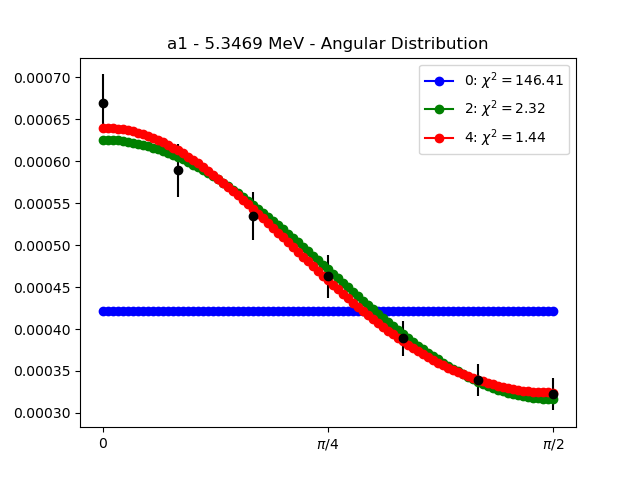 a1 - 5.3469 MeV - Angular Distribution
0.00070
0.00065
0.00060
0.00055
0.00050
0.00045
0.00040
0.00035
0.00030
0: χ² = 146.41
2: χ² = 2.32
4: χ² = 1.44
0
π/4
π/2